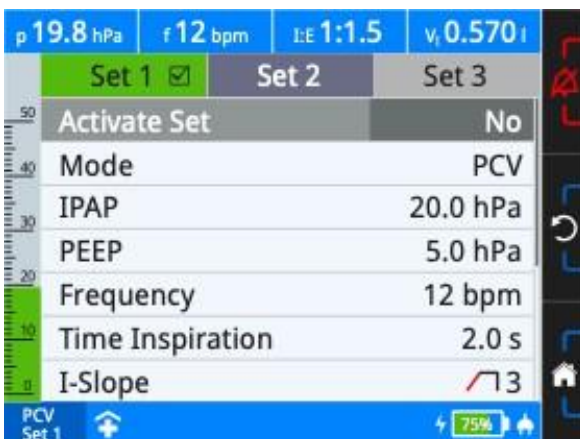 p 19.8 hPa f 12 bpm I:E 1:1.5 Vt 0.570 l
Set 1 Set 2 Set 3
Activate Set No
Mode PCV
IPAP 20.0 hPa
PEEP 5.0 hPa
Frequency 12 bpm
Time Inspiration 2.0 s
I-Slope 3
50
40
30
20
10
0
PCV
Set 1
75%